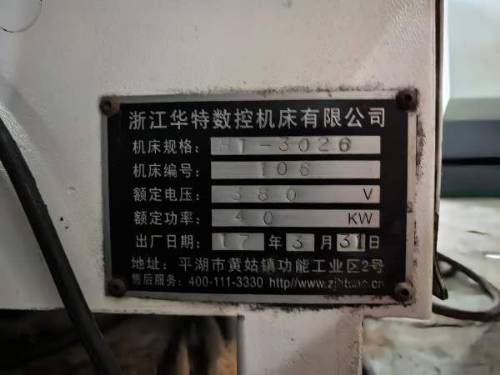 浙江华特数控机床有限公司
机床规格: HT-3026
机床编号: 106
额定电压: 380 V
额定功率: 40 KW
出厂日期: 17 年 3 月 31 日
地址: 平湖市黄姑镇功能工业区2号
售后服务: 400-111-3330